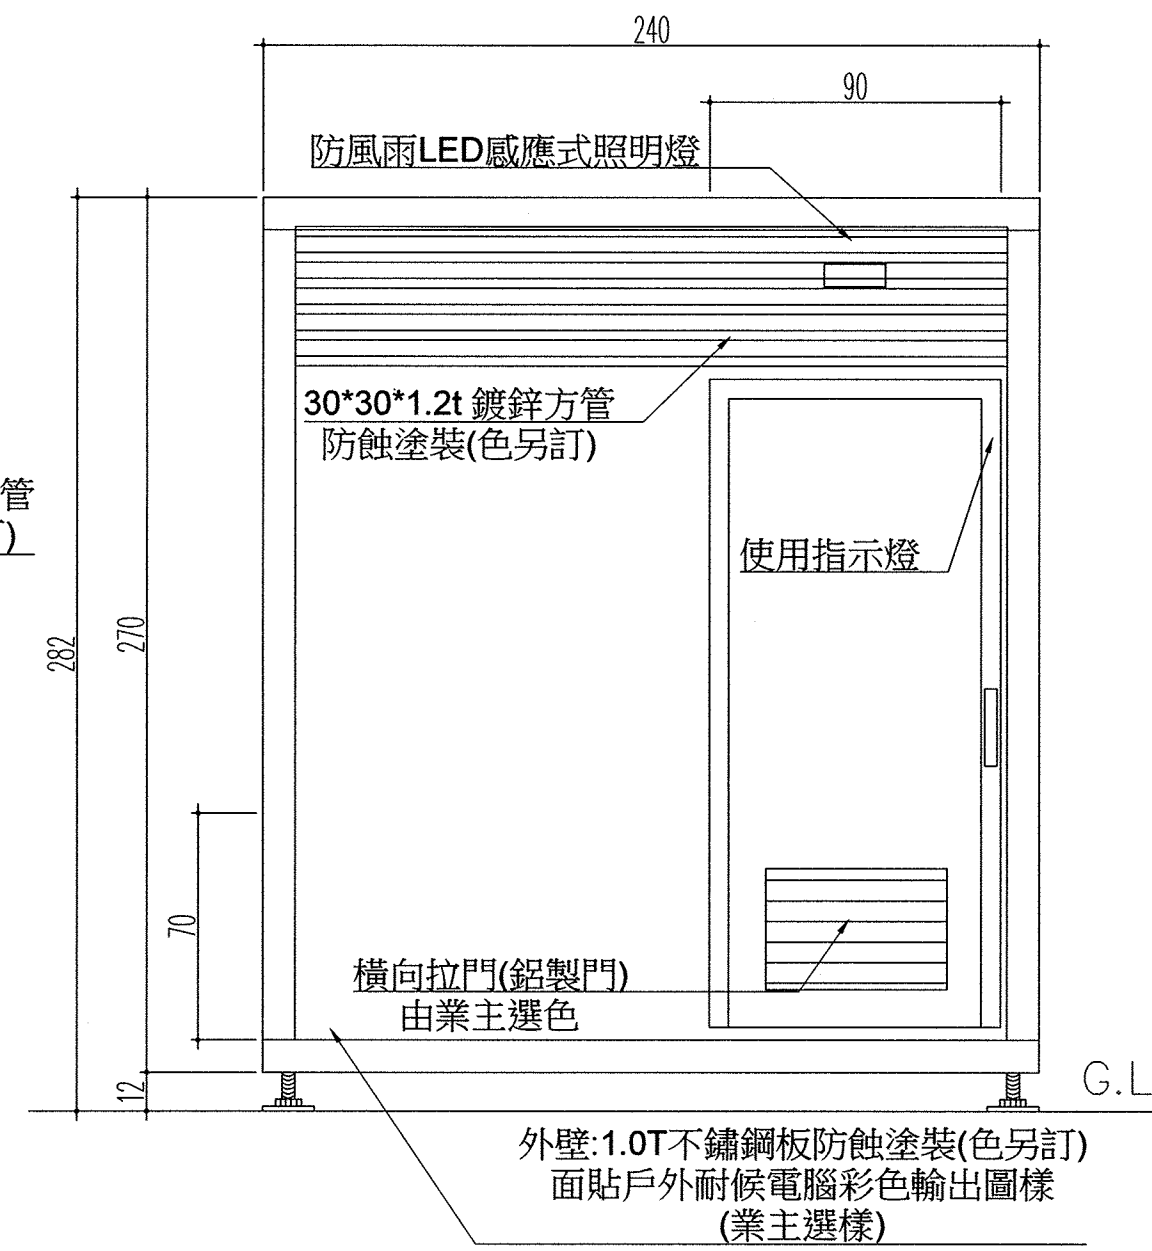 240
90
防風雨LED感應式照明燈
30*30*1.2t 鍍鋅方管
防蝕塗裝(色另訂)
管
)
使用指示燈
282
270
70
12
橫向拉門(鋁製門)
由業主選色
G.L
外壁:1.0T不鏽鋼板防蝕塗裝(色另訂)
面貼戶外耐候電腦彩色輸出圖樣
(業主選樣)